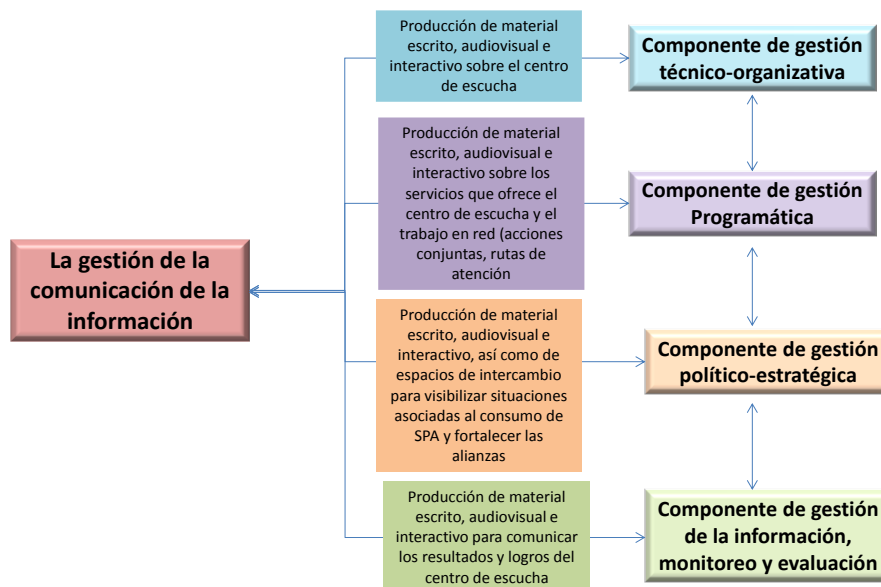 La gestión de la
comunicación de la
información
Producción de material
escrito, audiovisual e
interactivo sobre el centro
de escucha
Componente de gestión
técnico-organizativa
Producción de material
escrito, audiovisual e
interactivo sobre los
servicios que ofrece el
centro de escucha y el
trabajo en red (acciones
conjuntas, rutas de
atención
Componente de gestión
Programática
Producción de material
escrito, audiovisual e
interactivo, así como de
espacios de intercambio
para visibilizar situaciones
asociadas al consumo de
SPA y fortalecer las
alianzas
Componente de gestión
político-estratégica
Producción de material
escrito, audiovisual e
interactivo para comunicar
los resultados y logros del
centro de escucha
Componente de gestión
de la información,
monitoreo y evaluación